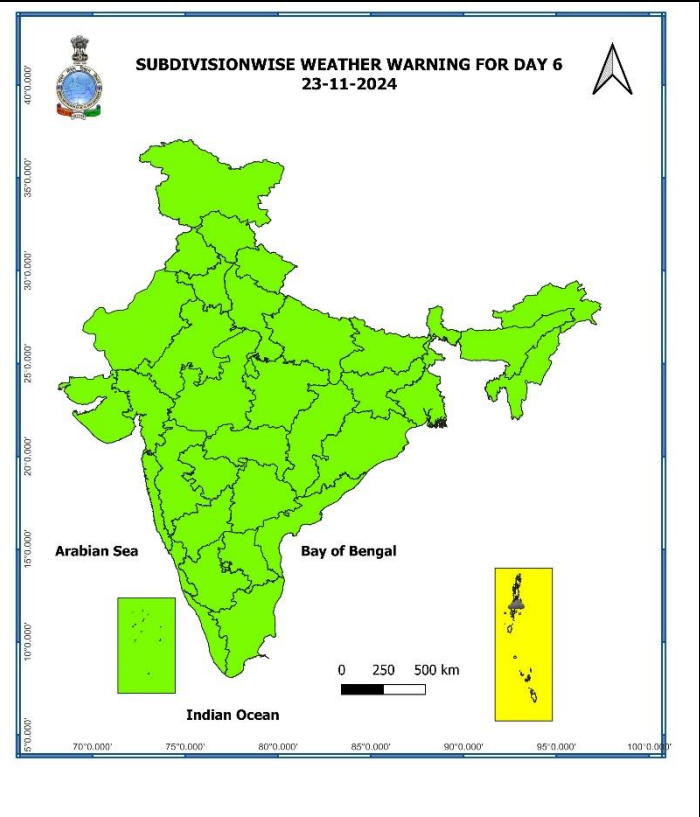 SUBDIVISIONWISE WEATHER WARNING FOR DAY 6
23-11-2024
40°0.000'
35°0.000'
30°0.000'
25°0.000'
20°0.000'
15°0.000'
10°0.000'
5°0.000'
Arabian Sea
Bay of Bengal
0 250 500 km
Indian Ocean
70°0.000' 75°0.000' 80°0.000' 85°0.000' 90°0.000' 95°0.000' 100°0.000'